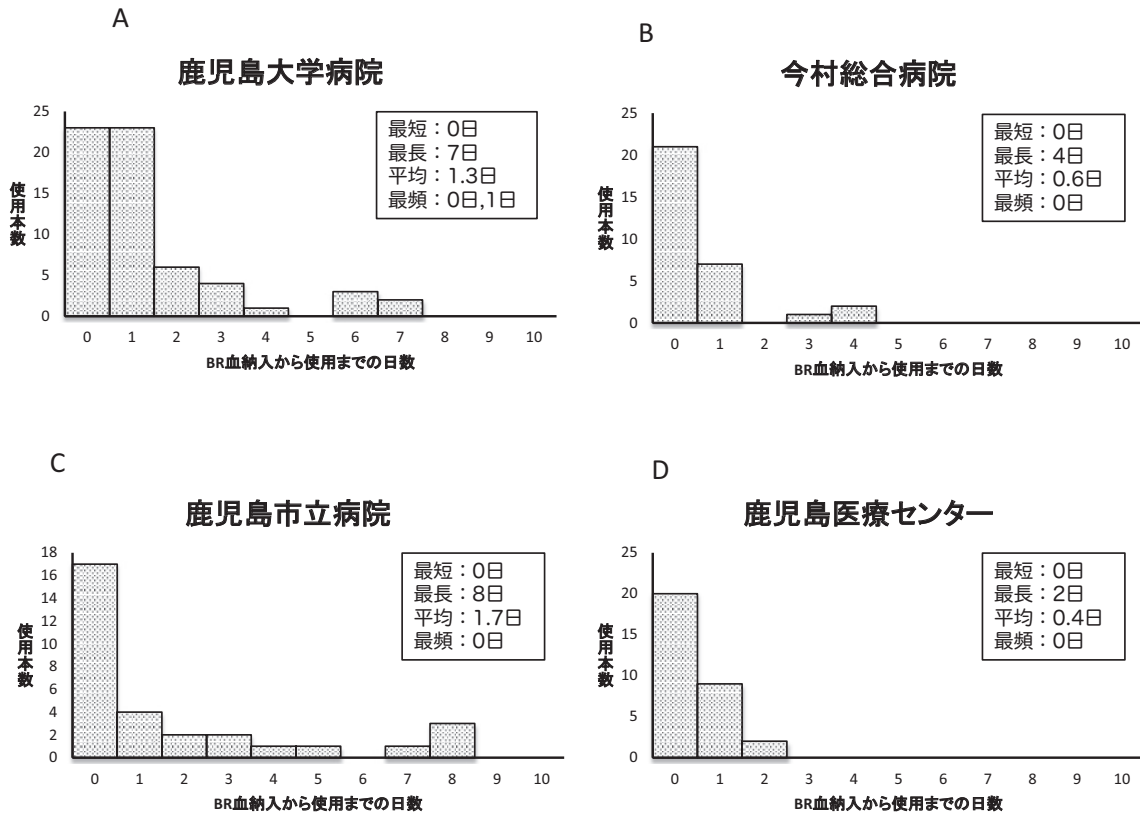 A
鹿児島大学病院
25
20
15
10
5
0
使用本数
最短：0日
最長：7日
平均：1.3日
最頻：0日,1日
0 1 2 3 4 5 6 7 8 9 10
BR血納入から使用までの日数
B
今村総合病院
25
20
15
10
5
0
使用本数
最短：0日
最長：4日
平均：0.6日
最頻：0日
0 1 2 3 4 5 6 7 8 9 10
BR血納入から使用までの日数
C
鹿児島市立病院
18
16
14
12
10
8
6
4
2
0
使用本数
最短：0日
最長：8日
平均：1.7日
最頻：0日
0 1 2 3 4 5 6 7 8 9 10
BR血納入から使用までの日数
D
鹿児島医療センター
25
20
15
10
5
0
使用本数
最短：0日
最長：2日
平均：0.4日
最頻：0日
0 1 2 3 4 5 6 7 8 9 10
BR血納入から使用までの日数